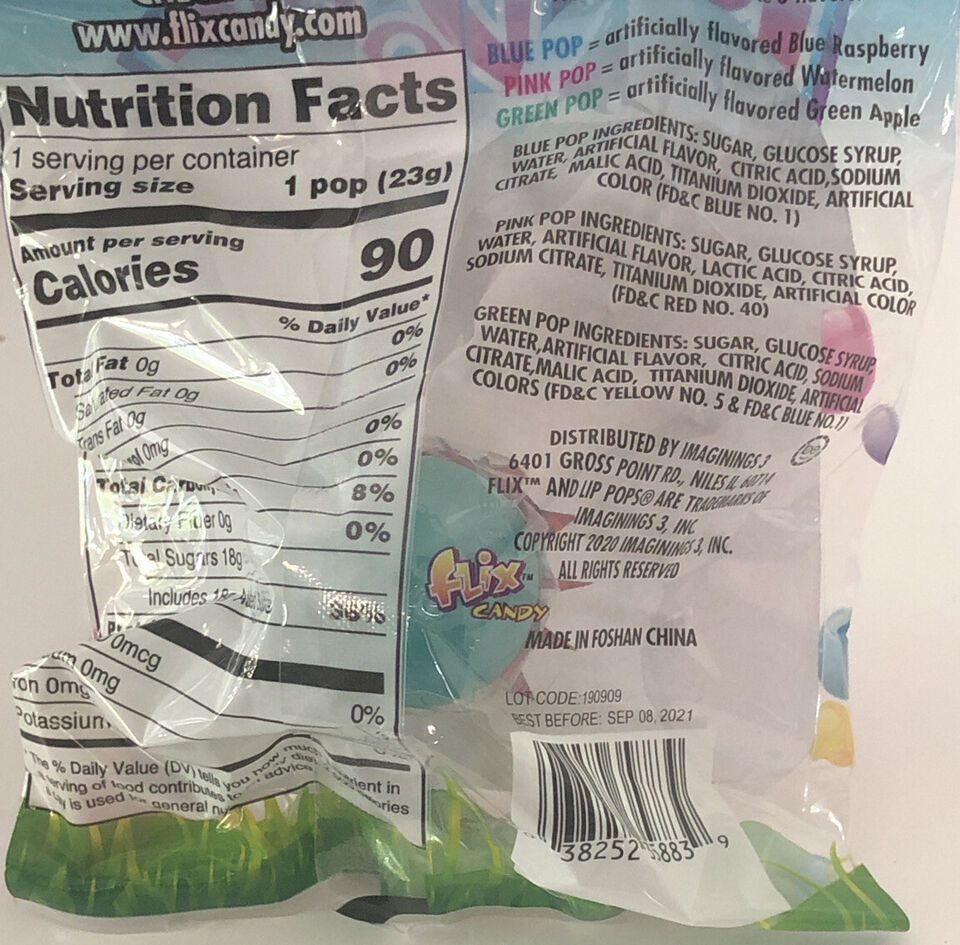 www.flixcandy.com
Nutrition Facts
1 serving per container
Serving size 1 pop (23g)
Amount per serving
Calories 90
% Daily Value*
Total Fat 0g 0%
Fat 0g 0%
Trans Fat 0g
0mg 0%
0%
Total 8%
Dietary Fiber 0g 0%
Total Sugars 18g
Includes
0mcg
0mg
0mg
Potassium 0%
The % Daily Value (DV) tells you how much in
serving of food contributes to
day is used for general advice
BLUE POP = artificially flavored Blue Raspberry
PINK POP = artificially flavored Watermelon
GREEN POP = artificially flavored Green Apple
BLUE POP INGREDIENTS: SUGAR, GLUCOSE SYRUP,
WATER, ARTIFICIAL FLAVOR, CITRIC ACID,SODIUM
CITRATE, MALIC ACID, TITANIUM DIOXIDE, ARTIFICIAL
COLOR (FD&C BLUE NO. 1)
PINK POP INGREDIENTS: SUGAR, GLUCOSE SYRUP,
WATER, ARTIFICIAL FLAVOR, LACTIC ACID, CITRIC ACID,
SODIUM CITRATE, TITANIUM DIOXIDE, ARTIFICIAL COLOR
(FD&C RED NO. 40)
GREEN POP INGREDIENTS: SUGAR, GLUCOSE SYRUP,
WATER,ARTIFICIAL FLAVOR, CITRIC ACID, SODIUM
CITRATE,MALIC ACID, TITANIUM DIOXIDE, ARTIFICIAL
COLORS (FD&C YELLOW NO. 5 & FD&C BLUE NO.1)
DISTRIBUTED BY IMAGININGS 3
6401 GROSS POINT RD., NILES IL 60714
FLIX™ AND LIP POPS® ARE TRADEMARKS OF
IMAGININGS 3, INC.
COPYRIGHT 2020 IMAGININGS 3, INC.
ALL RIGHTS RESERVED
FLiX™
CANDY
MADE IN FOSHAN CHINA
LOT CODE:190909
BEST BEFORE: SEP 08, 2021
38252 9